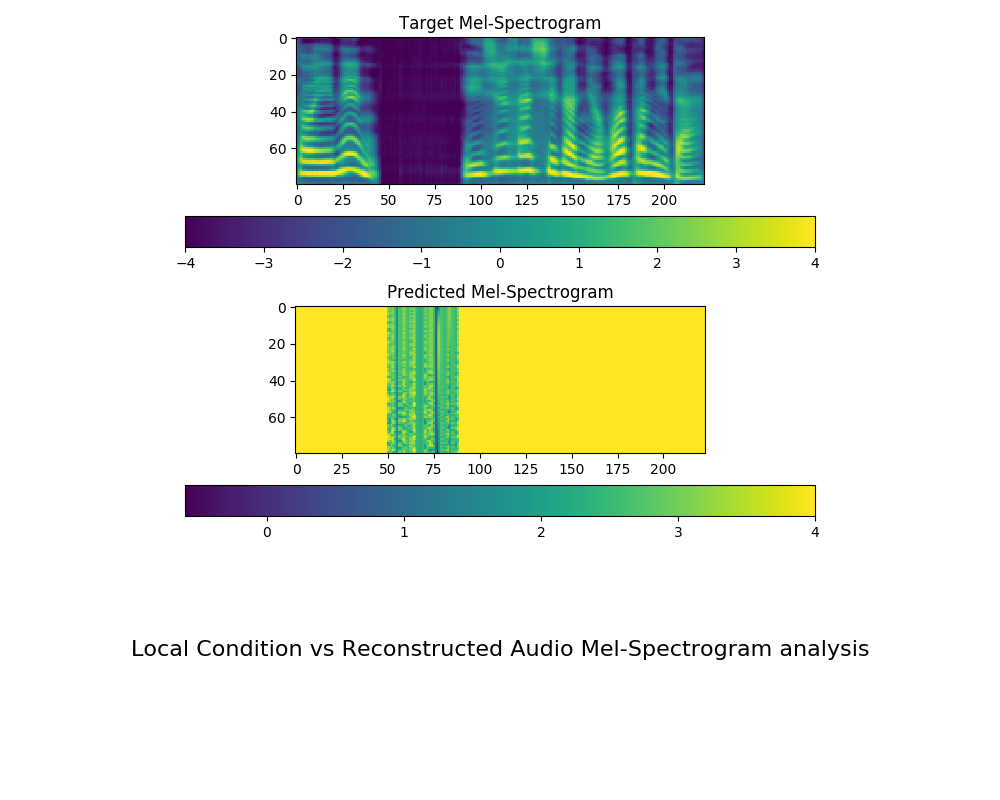 Target Mel-Spectrogram
0
20
40
60
0 25 50 75 100 125 150 175 200
−4 −3 −2 −1 0 1 2 3 4
Predicted Mel-Spectrogram
0
20
40
60
0 25 50 75 100 125 150 175 200
0 1 2 3 4
Local Condition vs Reconstructed Audio Mel-Spectrogram analysis